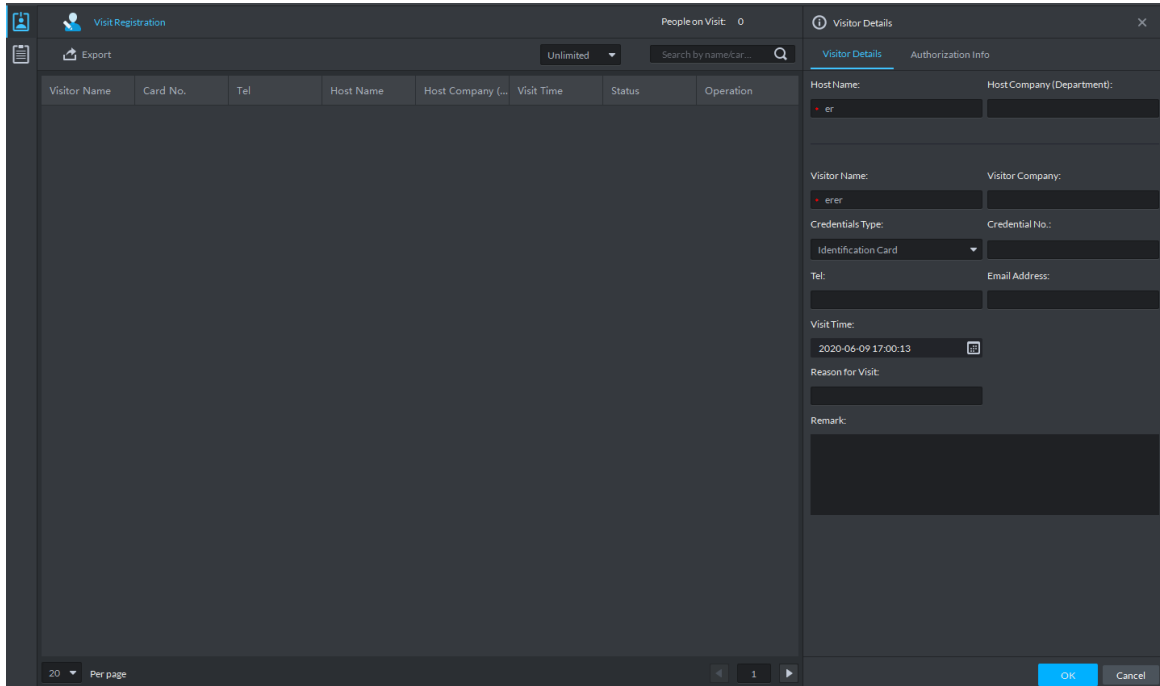 Visit Registration
People on Visit: 0
Export
Unlimited
Search by name/car...
Visitor Name Card No. Tel Host Name Host Company (... Visit Time Status Operation
20 Per page
1
Visitor Details
Visitor Details Authorization Info
Host Name: Host Company (Department):
er
Visitor Name: Visitor Company:
erer
Credentials Type: Credential No.:
Identification Card
Tel: Email Address:
Visit Time:
2020-06-09 17:00:13
Reason for Visit:
Remark:
OK Cancel